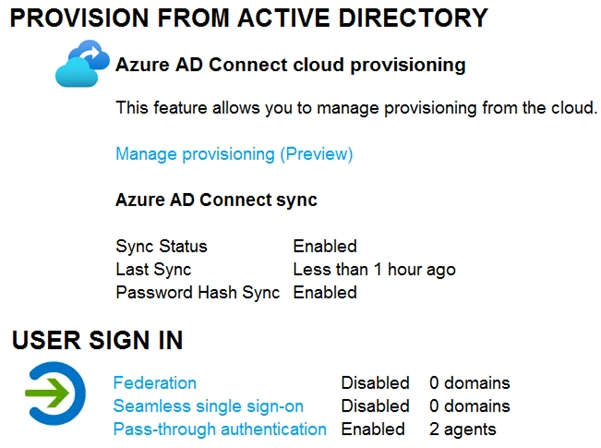 PROVISION FROM ACTIVE DIRECTORY
Azure AD Connect cloud provisioning
This feature allows you to manage provisioning from the cloud.
Manage provisioning (Preview)
Azure AD Connect sync
Sync Status Enabled
Last Sync Less than 1 hour ago
Password Hash Sync Enabled
USER SIGN IN
Federation Disabled 0 domains
Seamless single sign-on Disabled 0 domains
Pass-through authentication Enabled 2 agents